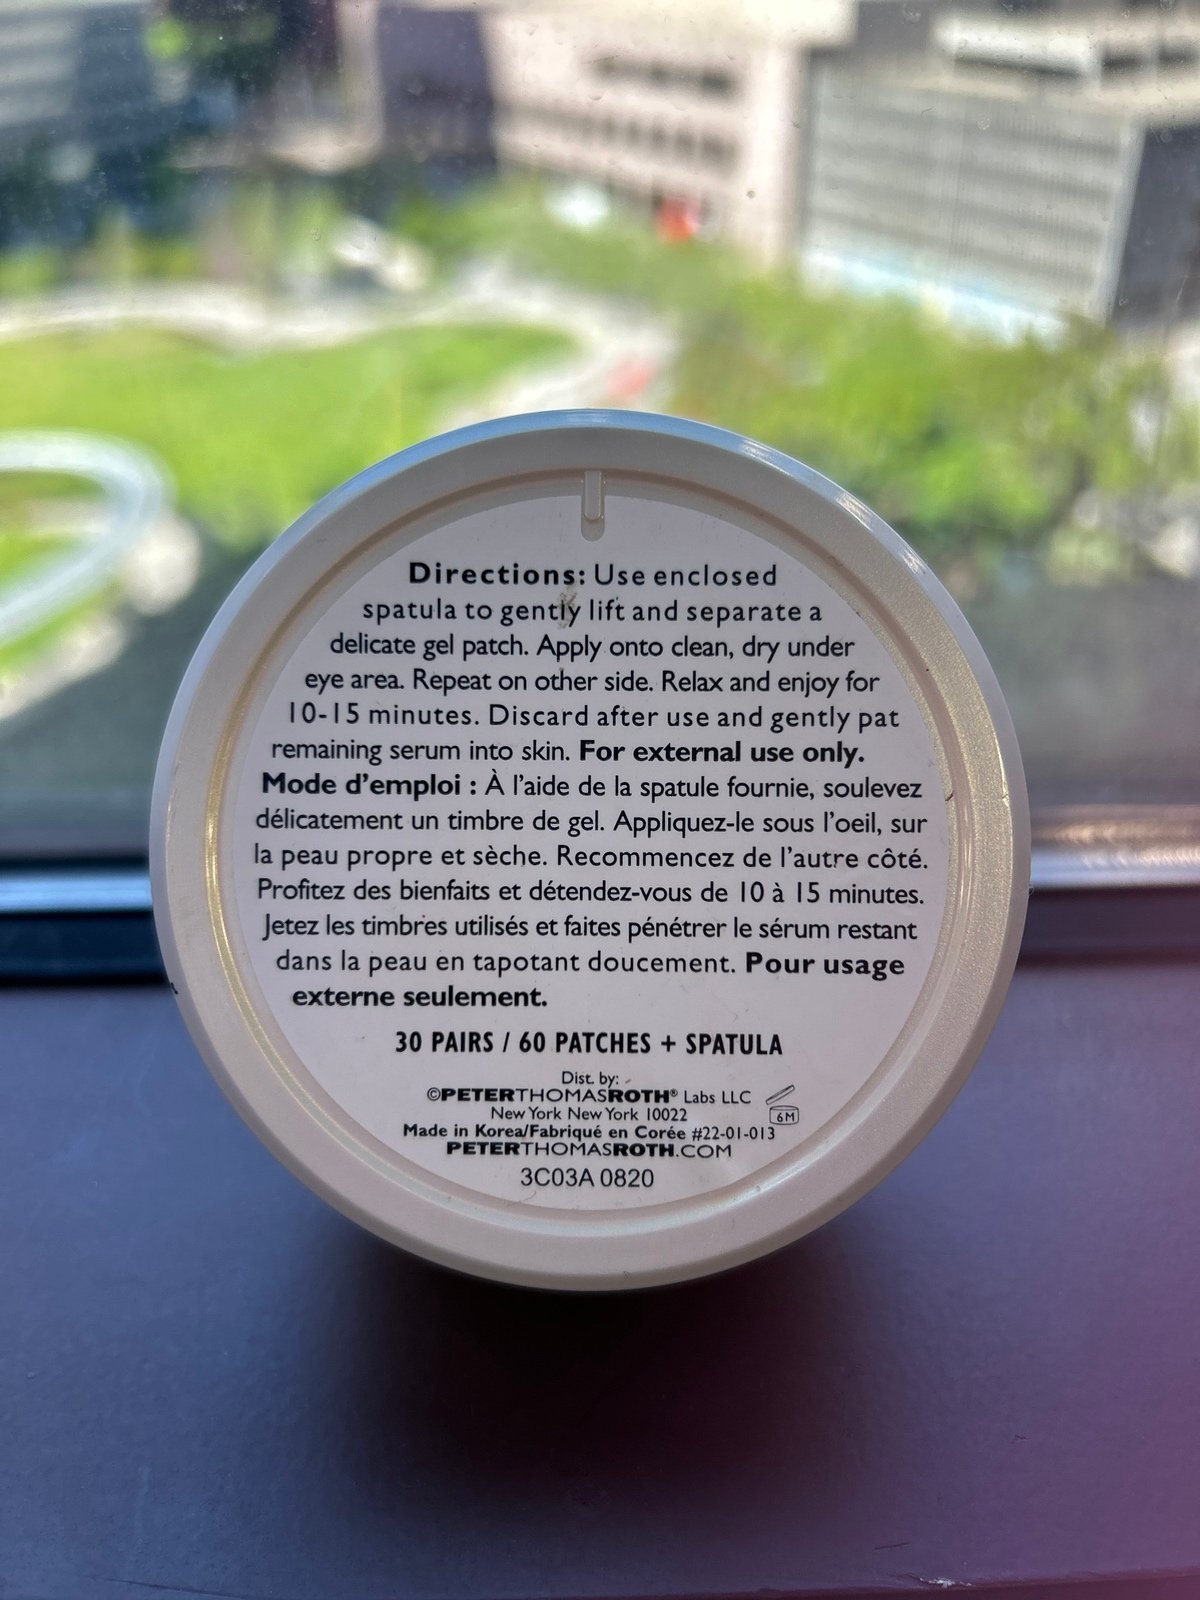 Directions: Use enclosed
spatula to gently lift and separate a
delicate gel patch. Apply onto clean, dry under
eye area. Repeat on other side. Relax and enjoy for
10-15 minutes. Discard after use and gently pat
remaining serum into skin. For external use only.
Mode d'emploi : À l'aide de la spatule fournie, soulevez
délicatement un timbre de gel. Appliquez-le sous l'oeil, sur
la peau propre et sèche. Recommencez de l'autre côté.
Profitez des bienfaits et détendez-vous de 10 à 15 minutes.
Jetez les timbres utilisés et faites pénétrer le sérum restant
dans la peau en tapotant doucement. Pour usage
externe seulement.
30 PAIRS / 60 PATCHES + SPATULA
Dist. by:
©PETERTHOMASROTH® Labs LLC
New York New York 10022
6M
Made in Korea/Fabriqué en Corée #22-01-013
PETERTHOMASROTH.COM
3C03A 0820